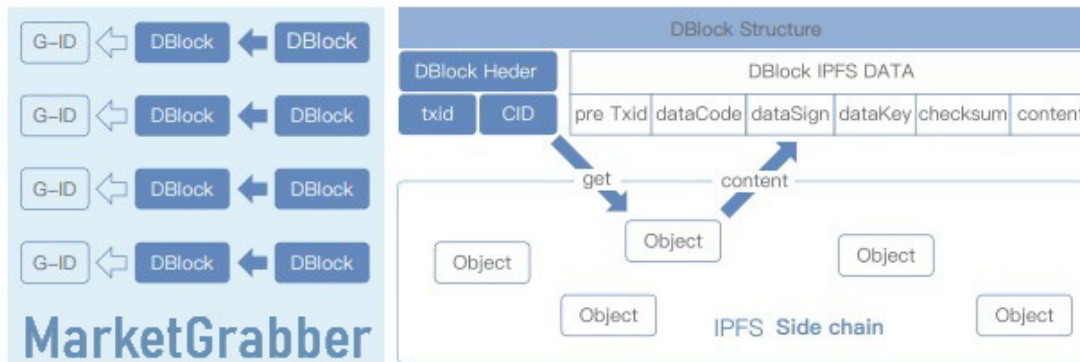 G-ID DBlock DBlock
G-ID DBlock DBlock
G-ID DBlock DBlock
G-ID DBlock DBlock
MarketGrabber
DBlock Structure
DBlock Heder DBlock IPFS DATA
txid CID pre Txid dataCode dataSign dataKey checksum content
get content
Object
Object
Object
Object
Object
IPFS Side chain